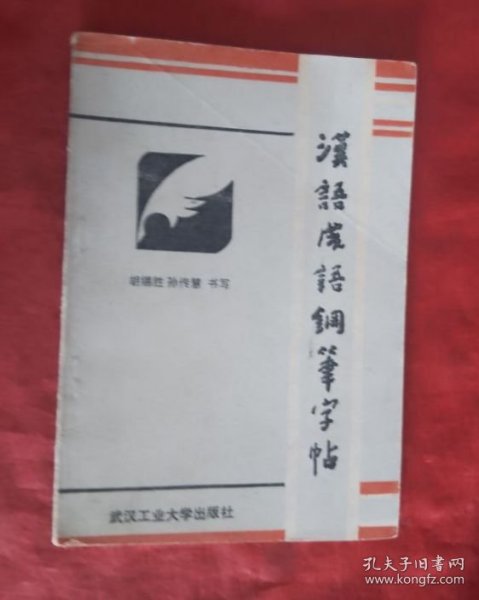 漢語成語鋼筆字帖
胡德胜 孙传慧 书写
武汉工业大学出版社
孔夫子旧书网
www.kongfz.com